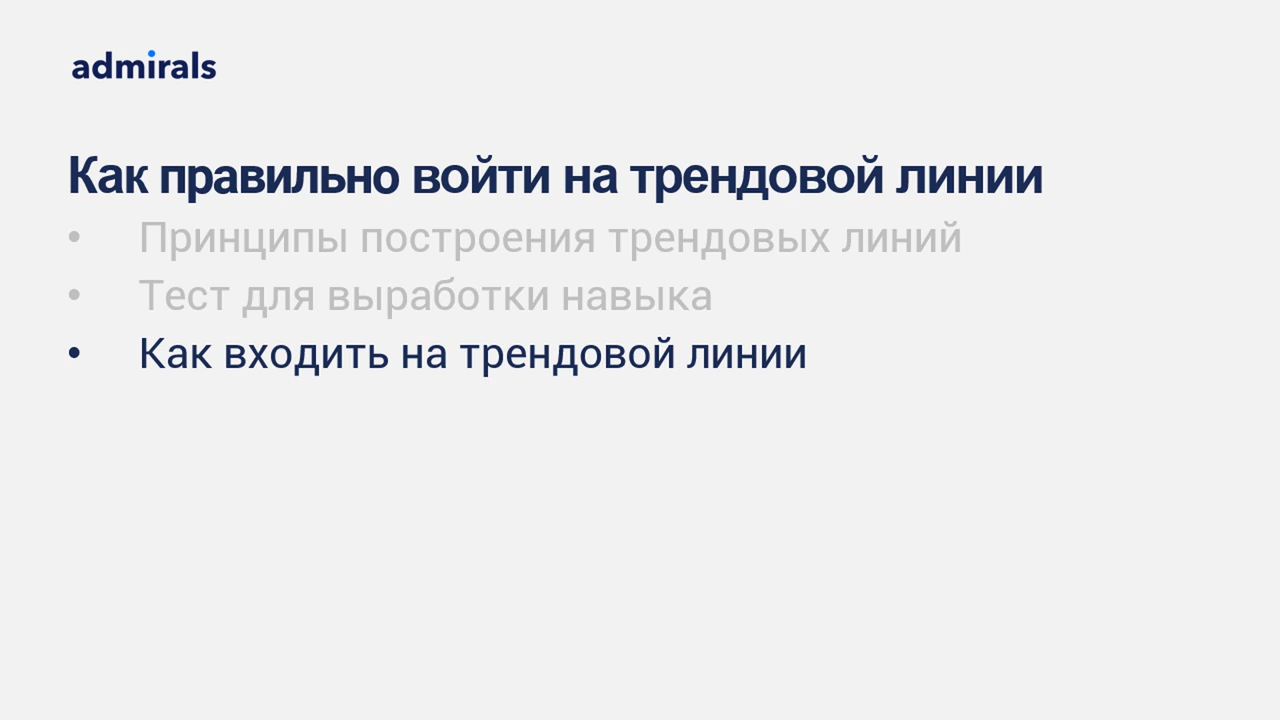 admirals
Как правильно войти на трендовой линии
• Принципы построения трендовых линий
• Тест для выработки навыка
• Как входить на трендовой линии